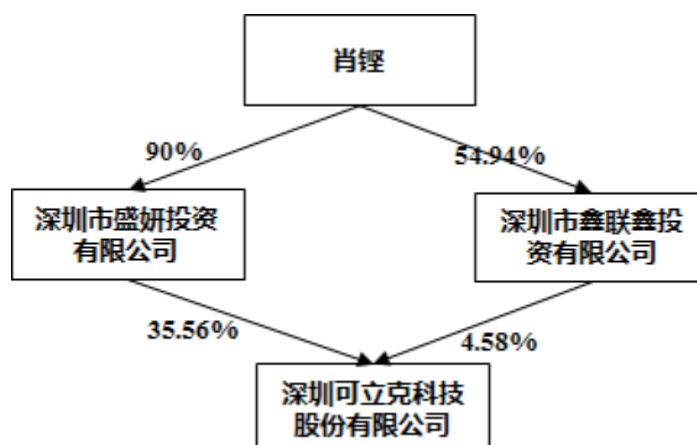 肖铿
90%
54.94%
深圳市盛妍投资
有限公司
深圳市鑫联鑫投
资有限公司
35.56%
4.58%
深圳可立克科技
股份有限公司